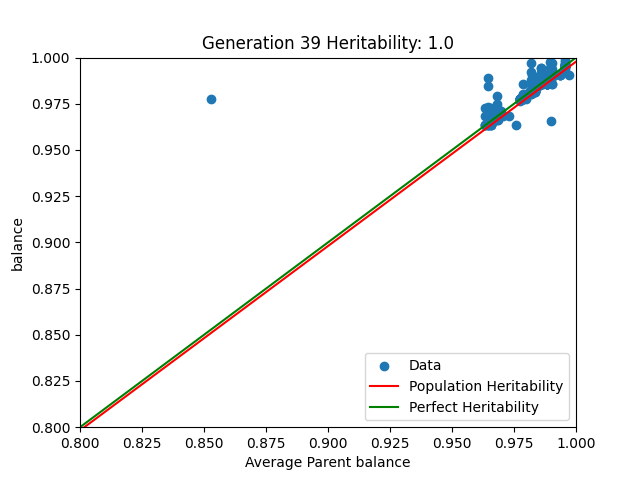 Generation 39 Heritability: 1.0
1.000
0.975
0.950
0.925
0.900
0.875
0.850
0.825
0.800
balance
Data
Population Heritability
Perfect Heritability
0.800 0.825 0.850 0.875 0.900 0.925 0.950 0.975 1.000
Average Parent balance